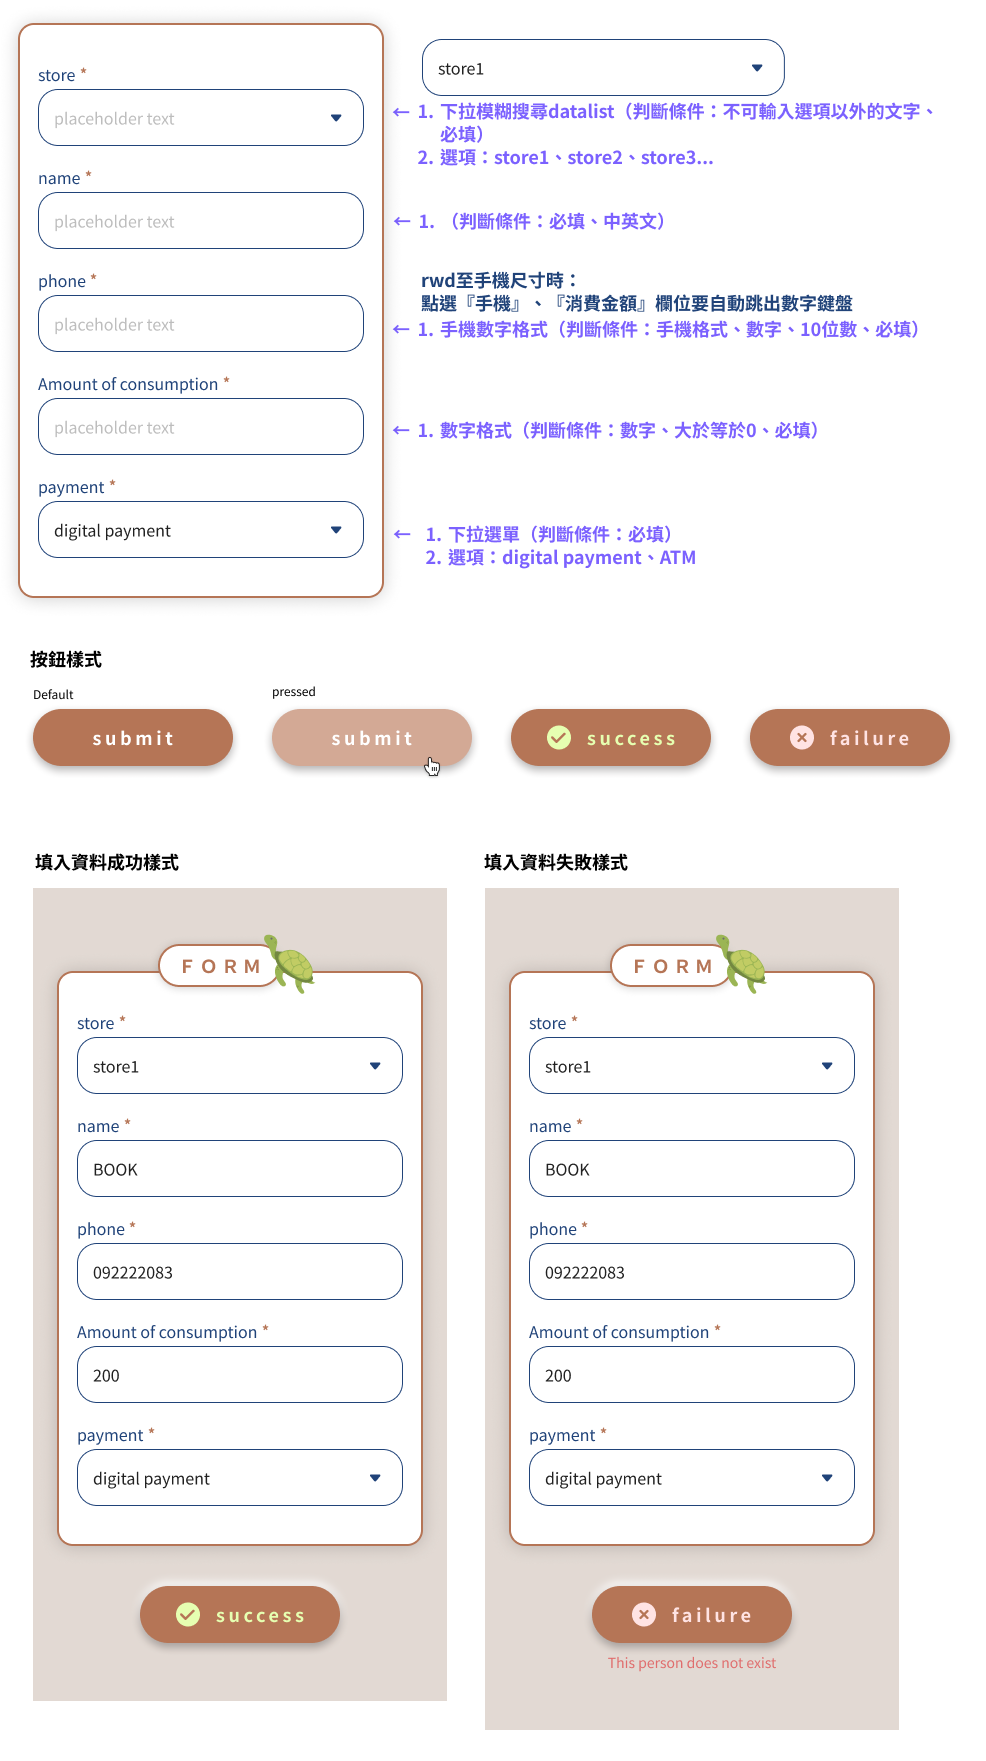 store *
placeholder text
store1
← 1. 下拉模糊搜尋datalist（判斷條件：不可輸入選項以外的文字、
必填）
2. 選項：store1、store2、store3...
name *
placeholder text
← 1. （判斷條件：必填、中英文）
rwd至手機尺寸時：
點選『手機』、『消費金額』欄位要自動跳出數字鍵盤
phone *
placeholder text
← 1. 手機數字格式（判斷條件：手機格式、數字、10位數、必填）
Amount of consumption *
placeholder text
← 1. 數字格式（判斷條件：數字、大於等於0、必填）
payment *
digital payment
← 1. 下拉選單（判斷條件：必填）
2. 選項：digital payment、ATM
按鈕樣式
Default
submit
pressed
submit
success
failure
填入資料成功樣式
FORM
store *
store1
name *
BOOK
phone *
092222083
Amount of consumption *
200
payment *
digital payment
success
填入資料失敗樣式
FORM
store *
store1
name *
BOOK
phone *
092222083
Amount of consumption *
200
payment *
digital payment
failure
This person does not exist